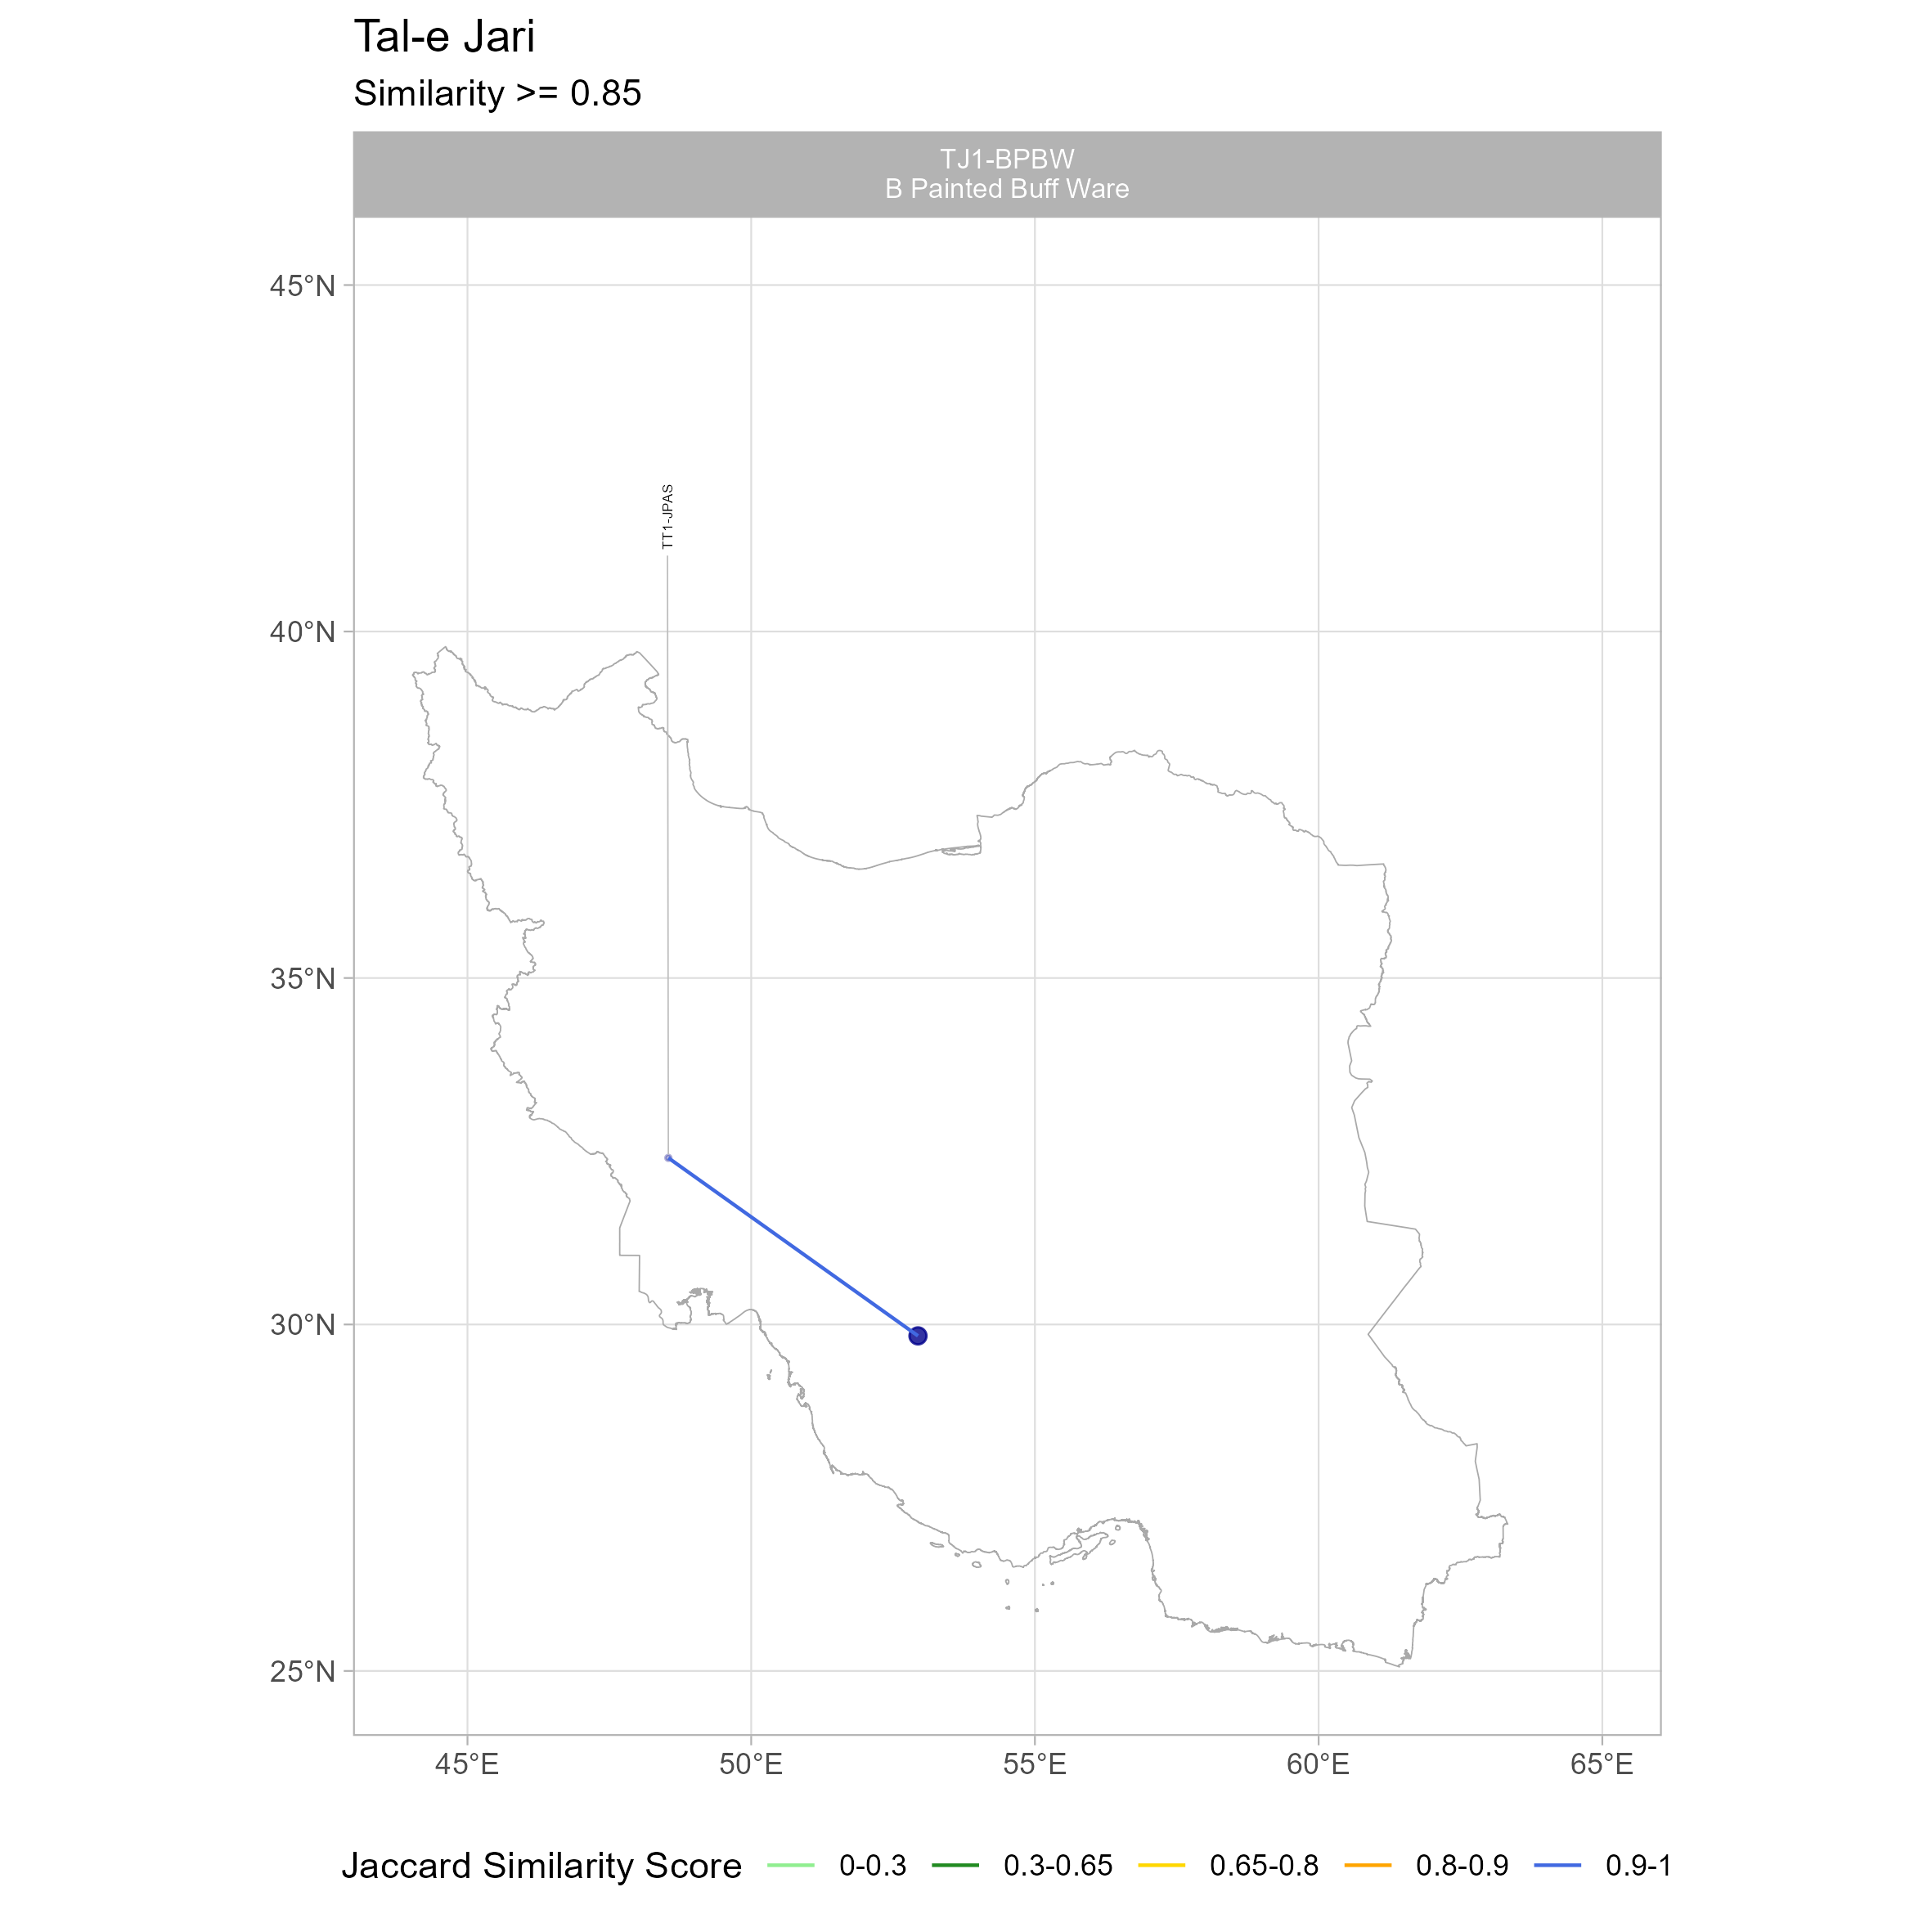 Tal-e Jari
Similarity >= 0.85
TJ1-BPBW
B Painted Buff Ware
45°N
TT1-JPAS
40°N
35°N
30°N
25°N
45°E 50°E 55°E 60°E 65°E
Jaccard Similarity Score 0-0.3 0.3-0.65 0.65-0.8 0.8-0.9 0.9-1